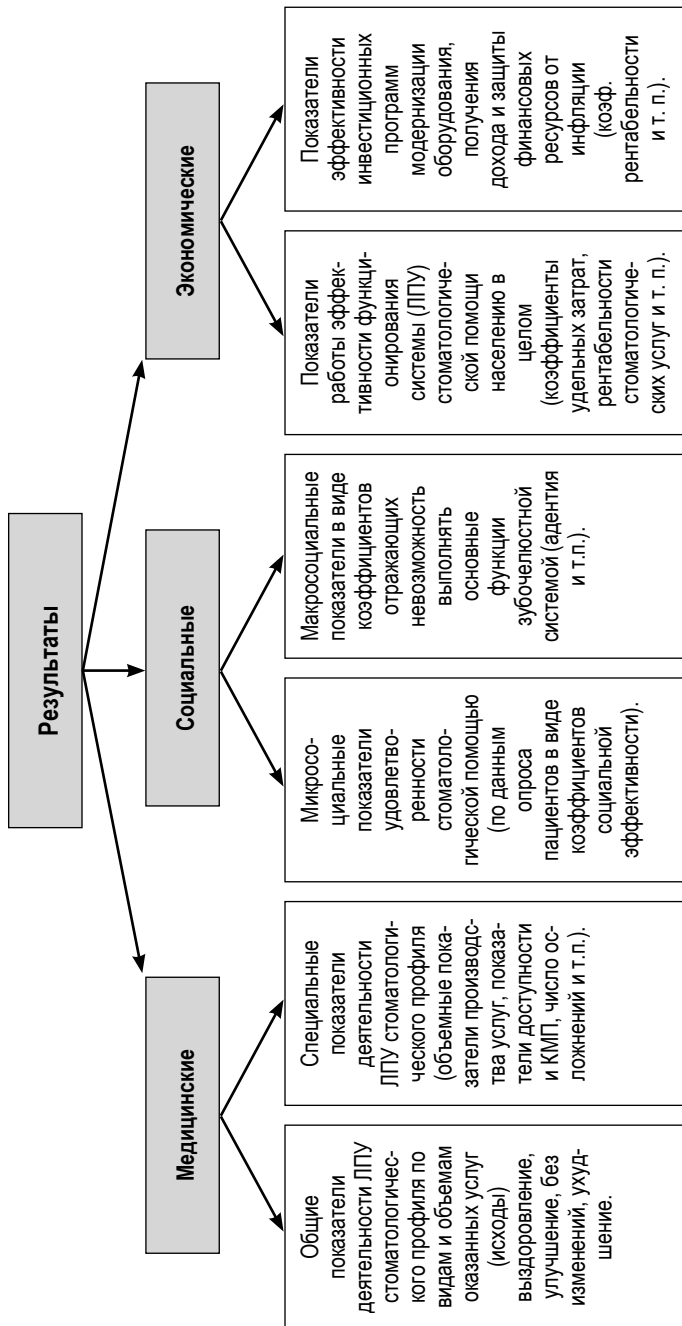 Результаты
Медицинские
Социальные
Экономические
Общие
показатели
деятельности ЛПУ
стоматологичес-
кого профиля по
видам и объемам
оказанных услуг
(исходы)
выздоровление,
улучшение, без
изменений, ухуд-
шение.
Специальные
показатели
деятельности
ЛПУ стоматологи-
ческого профиля
(объемные пока-
затели производс-
тва услуг, показа-
тели доступности
и КМП, число ос-
ложнений и т.п.).
Микросо-
циальные
показатели
удовлетво-
ренности
стоматоло-
гической помощью
(по данным
опроса
пациентов в виде
коэффициентов
социальной
эффективности).
Макросоциальные
показатели в виде
коэффициентов
отражающих
невозможность
выполнять
основные
функции
зубочелюстной
системой (адентия
и т.п.).
Показатели
работы эффек-
тивности функци-
онирования
системы (ЛПУ)
стоматологиче-
ской помощи
населению в
целом
(коэффициенты
удельных затрат,
рентабельности
стоматологиче-
ских услуг и т. п.).
Показатели
эффективности
инвестиционных
программ
модернизации
оборудования,
получения
дохода и защиты
финансовых
ресурсов от
инфляции
(коэф.
рентабельности
и т. п.).